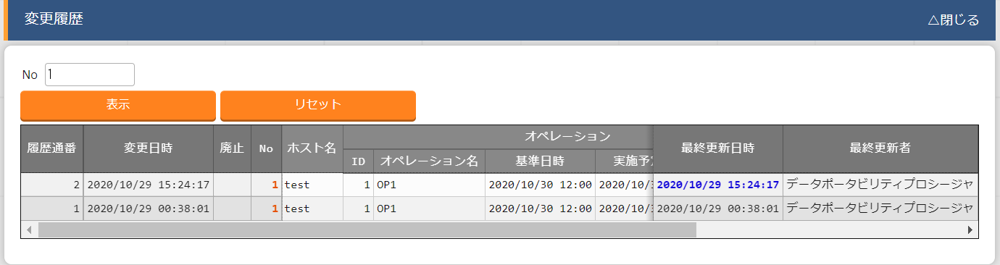 変更履歴 △閉じる
No 1
表示 リセット
オペレーション
履歴通番 変更日時 廃止 No ホスト名 最終更新日時 最終更新者
ID オペレーション名 基準日時 実施予
2 2020/10/29 15:24:17 1 test 1 OP1 2020/10/30 12:00 2020/10/3 2020/10/29 15:24:17 データポータビリティプロシージャ
1 2020/10/29 00:38:01 1 test 1 OP1 2020/10/30 12:00 2020/10/3 2020/10/29 00:38:01 データポータビリティプロシージャ